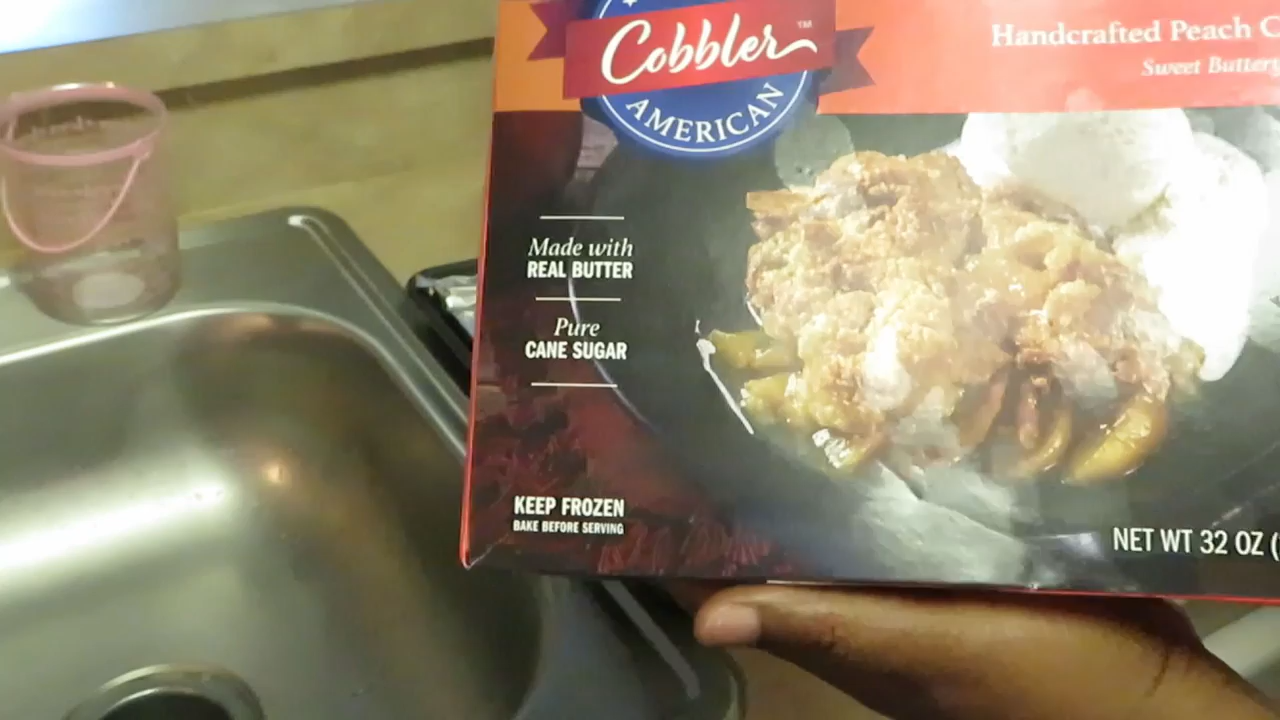 Cobbler™
AMERICAN
Handcrafted Peach C
Sweet Buttery
Made with
REAL BUTTER
Pure
CANE SUGAR
KEEP FROZEN
BAKE BEFORE SERVING
NET WT 32 OZ (